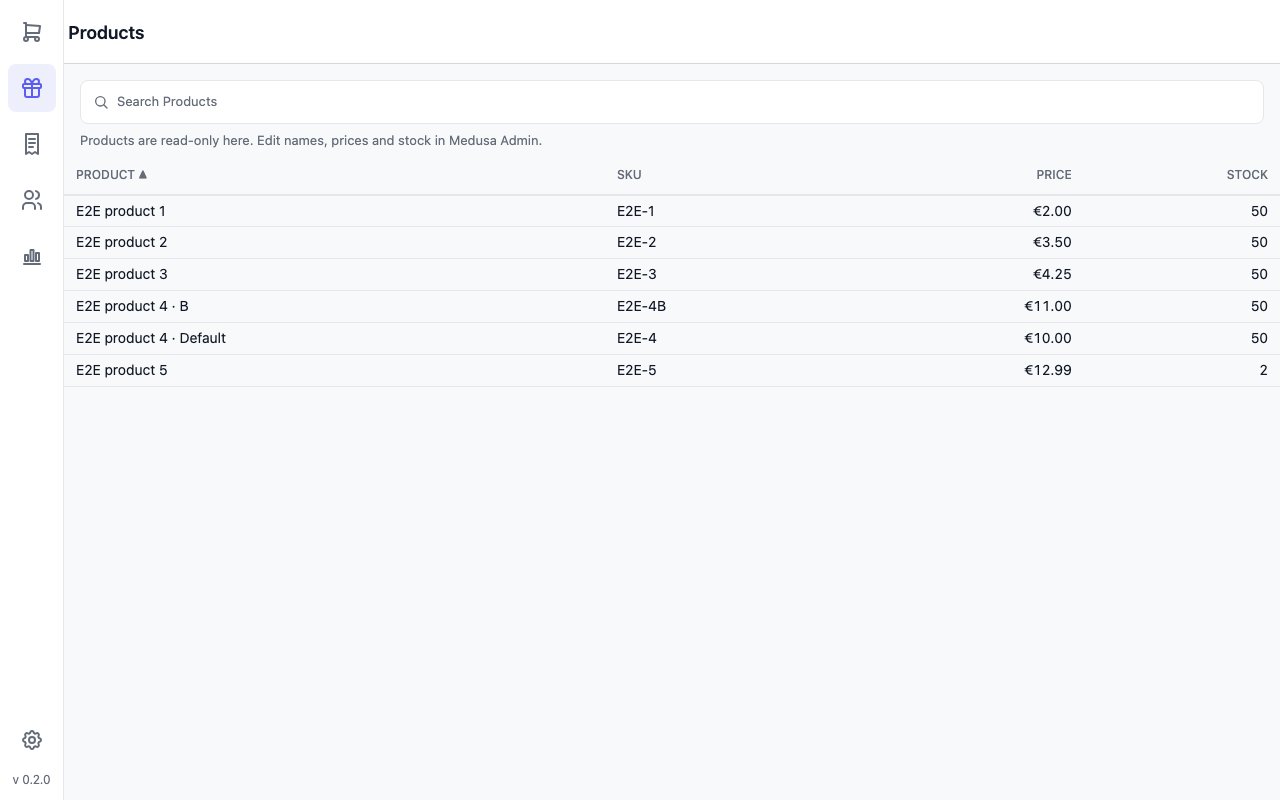 Products
Search Products
Products are read-only here. Edit names, prices and stock in Medusa Admin.
PRODUCT ▲ SKU PRICE STOCK
E2E product 1 E2E-1 €2.00 50
E2E product 2 E2E-2 €3.50 50
E2E product 3 E2E-3 €4.25 50
E2E product 4 · B E2E-4B €11.00 50
E2E product 4 · Default E2E-4 €10.00 50
E2E product 5 E2E-5 €12.99 2
v 0.2.0